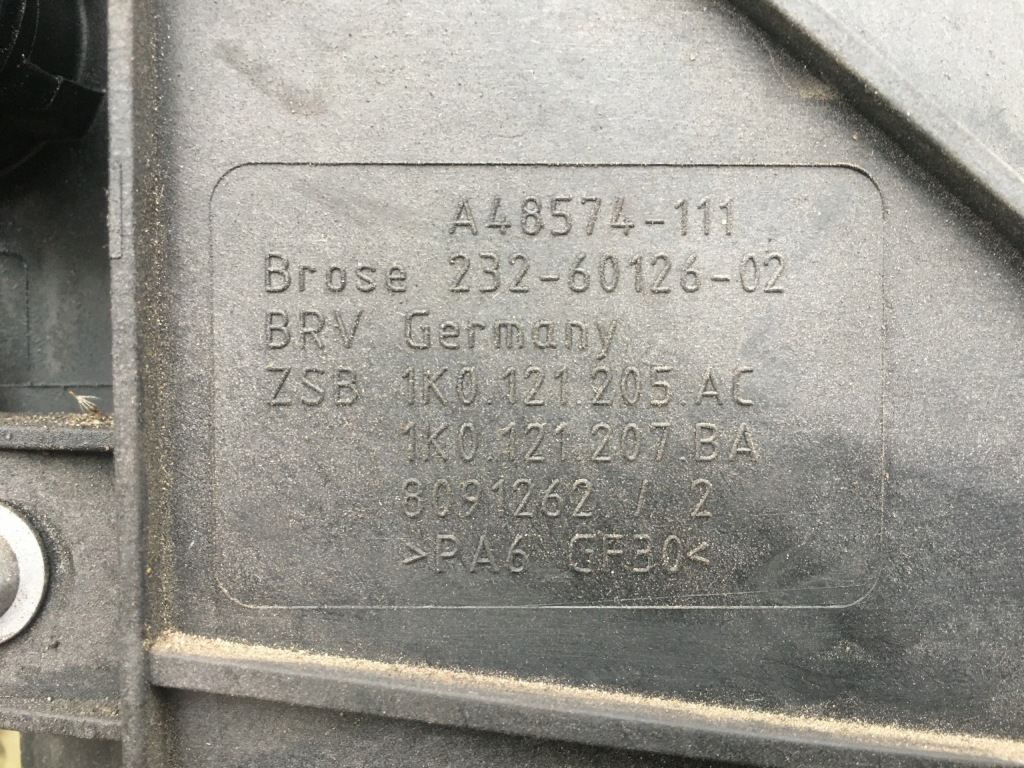 A48574-111
Brose 232-60126-02
BRV Germany
ZSB 1K0.121.205.AC
1K0.121.207.BA
8091262 / 2
>PA6 GF30<